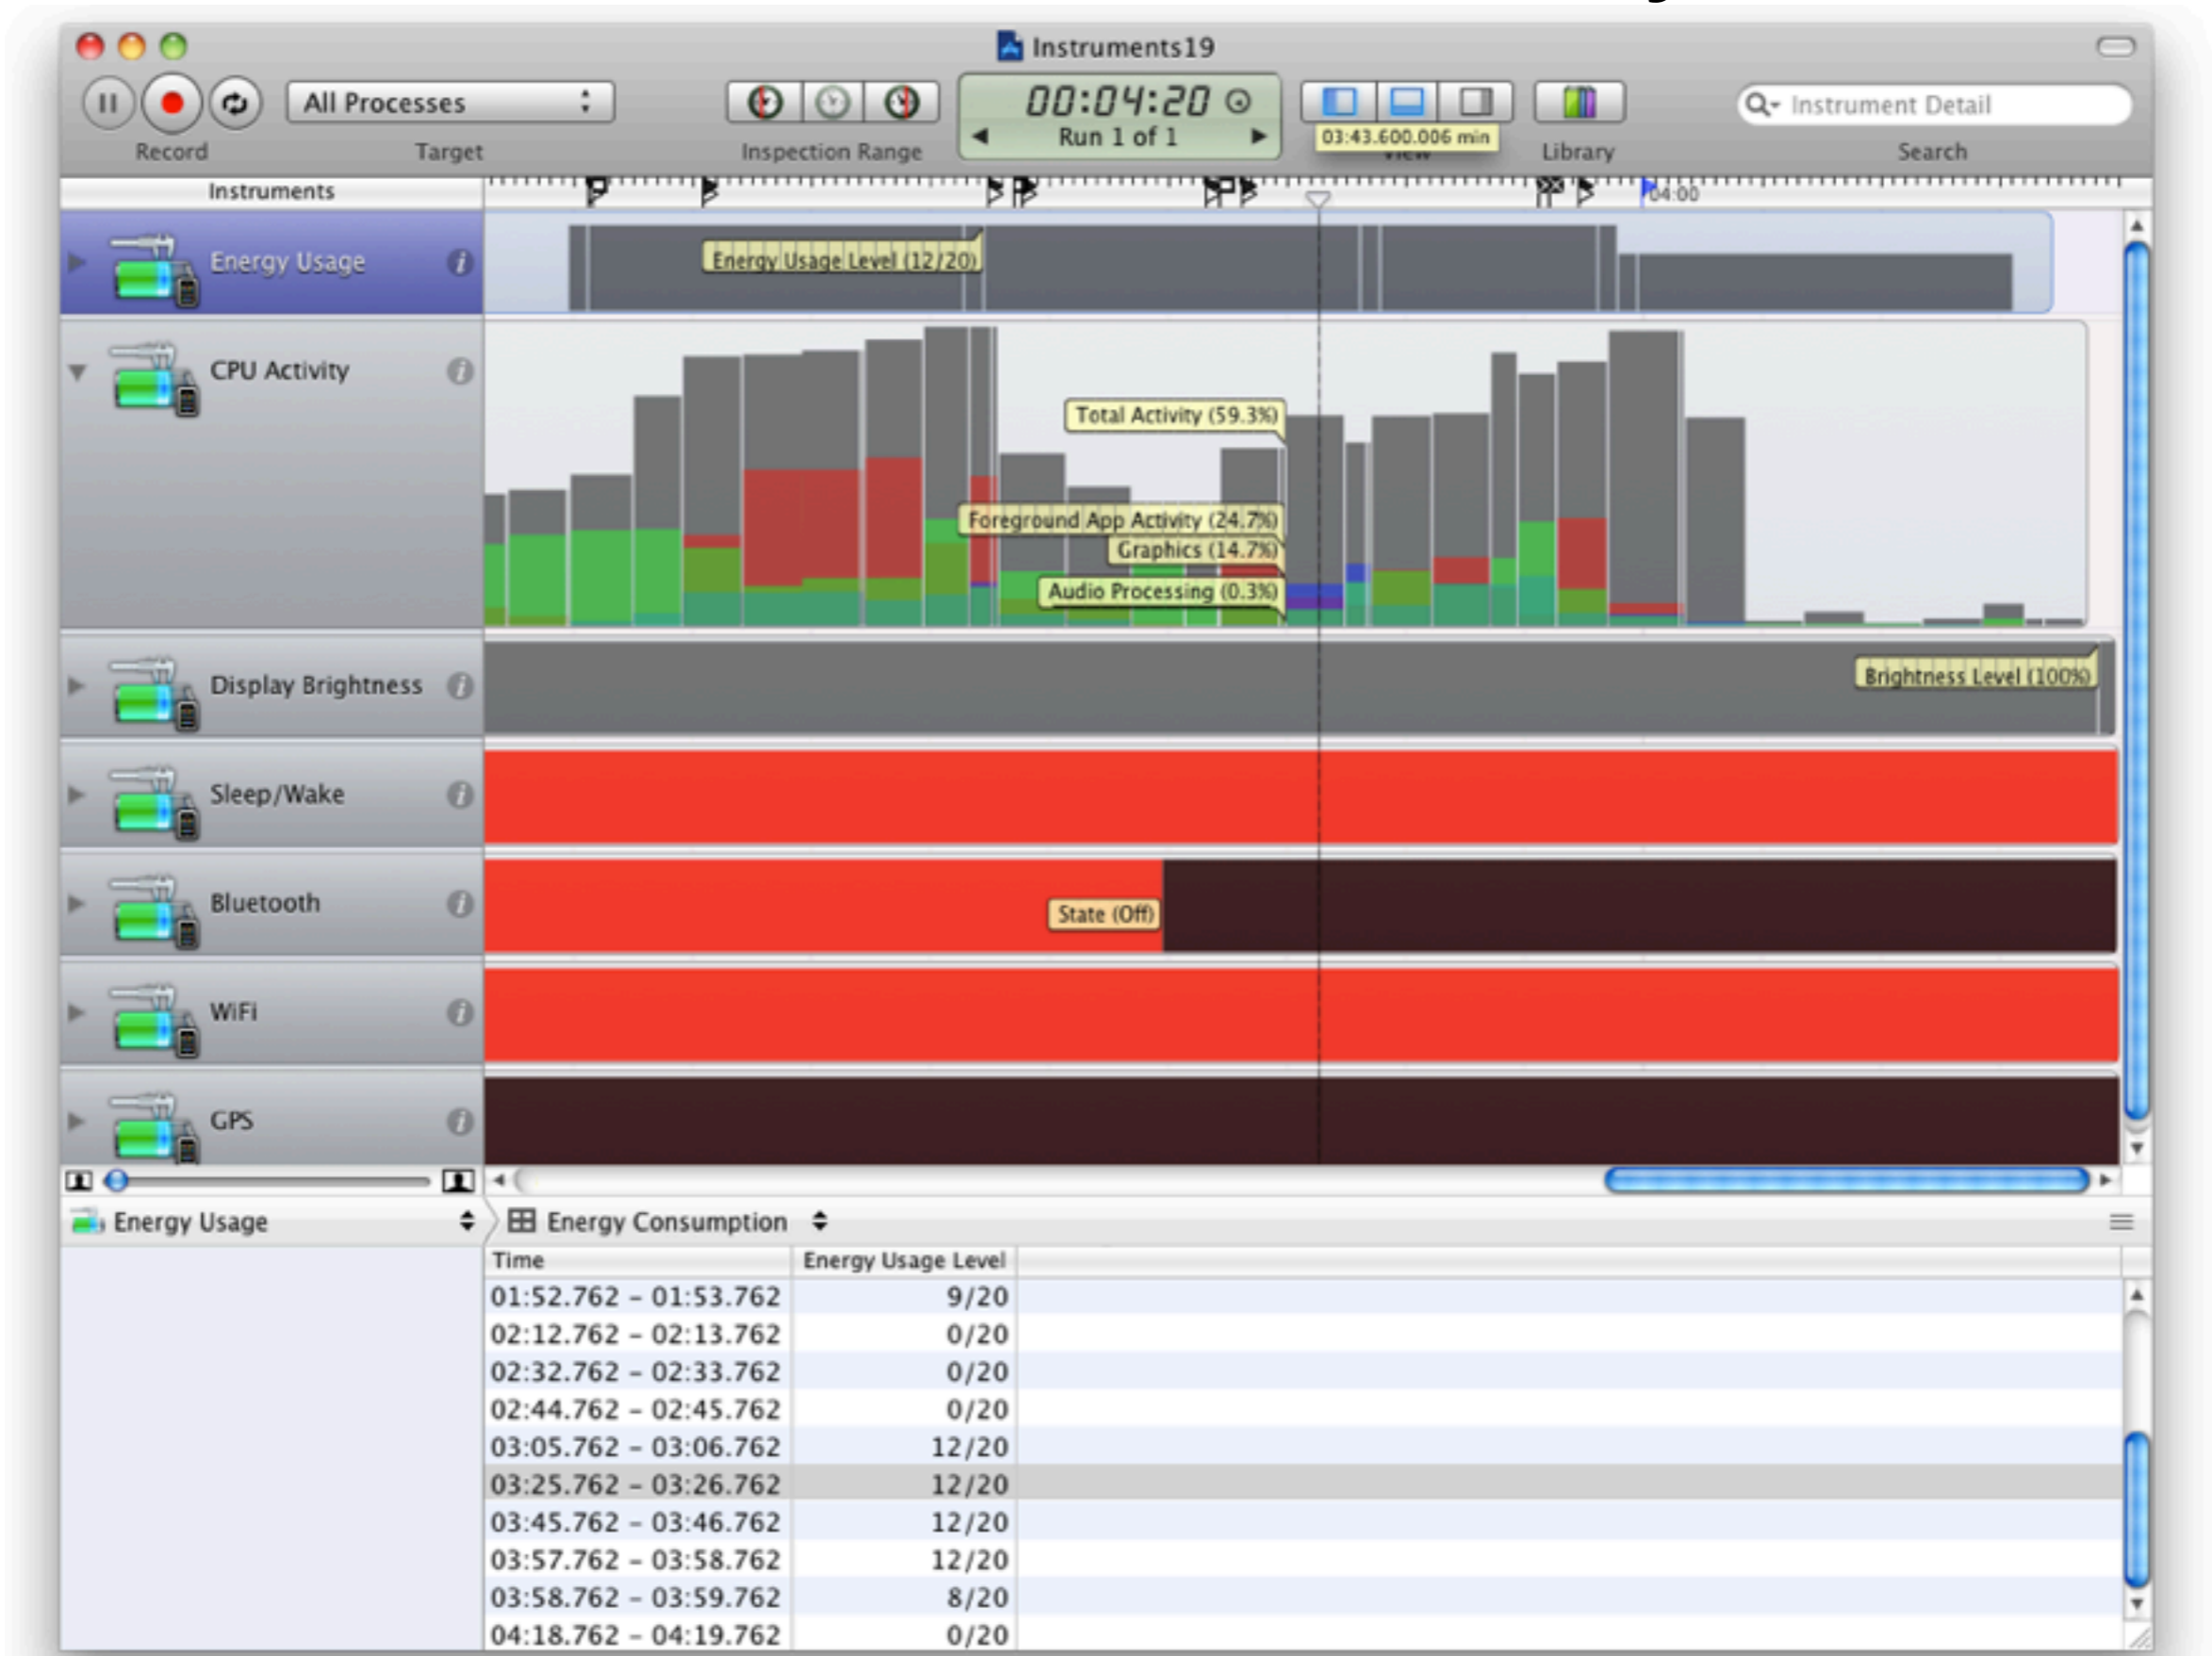 Instruments19
All Processes
00:04:20
Run 1 of 1
03:43.600.006 min
Instrument Detail
Record
Target
Inspection Range
View
Library
Search
Instruments
04:00
Energy Usage
Energy Usage Level (12/20)
CPU Activity
Total Activity (59.3%)
Foreground App Activity (24.7%)
Graphics (14.7%)
Audio Processing (0.3%)
Display Brightness
Brightness Level (100%)
Sleep/Wake
Bluetooth
State (Off)
WiFi
GPS
Energy Usage
Energy Consumption
Time Energy Usage Level
01:52.762 – 01:53.762 9/20
02:12.762 – 02:13.762 0/20
02:32.762 – 02:33.762 0/20
02:44.762 – 02:45.762 0/20
03:05.762 – 03:06.762 12/20
03:25.762 – 03:26.762 12/20
03:45.762 – 03:46.762 12/20
03:57.762 – 03:58.762 12/20
03:58.762 – 03:59.762 8/20
04:18.762 – 04:19.762 0/20